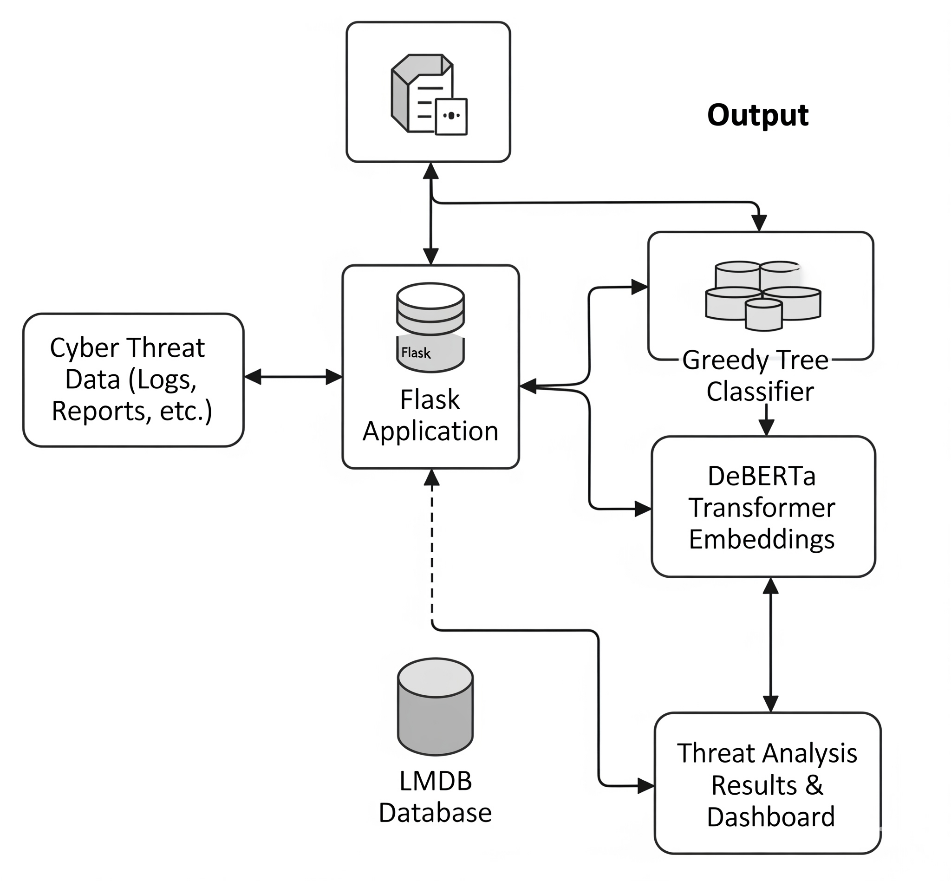 Output
Cyber Threat
Data (Logs,
Reports, etc.)
Flask
Flask
Application
Greedy Tree
Classifier
DeBERTa
Transformer
Embeddings
LMDB
Database
Threat Analysis
Results &
Dashboard